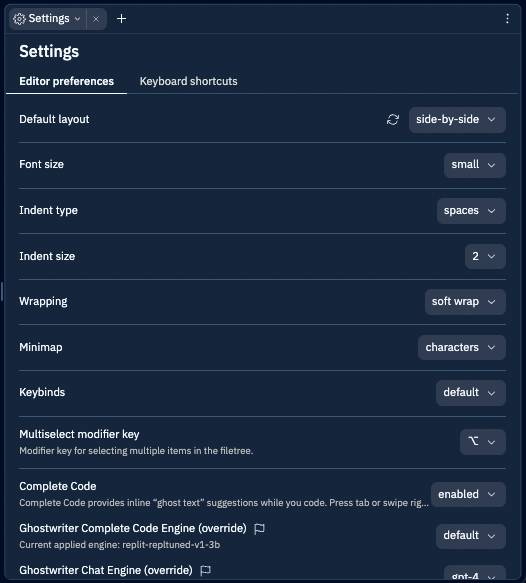 Settings
Settings
Editor preferences
Keyboard shortcuts
Default layout
side-by-side
Font size
small
Indent type
spaces
Indent size
2
Wrapping
soft wrap
Minimap
characters
Keybinds
default
Multiselect modifier key
Modifier key for selecting multiple items in the filetree.
⌥
Complete Code
Complete Code provides inline “ghost text” suggestions while you code. Press tab or swipe rig...
enabled
Ghostwriter Complete Code Engine (override)
Current applied engine: replit-repltuned-v1-3b
default
Ghostwriter Chat Engine (override)
gpt-4